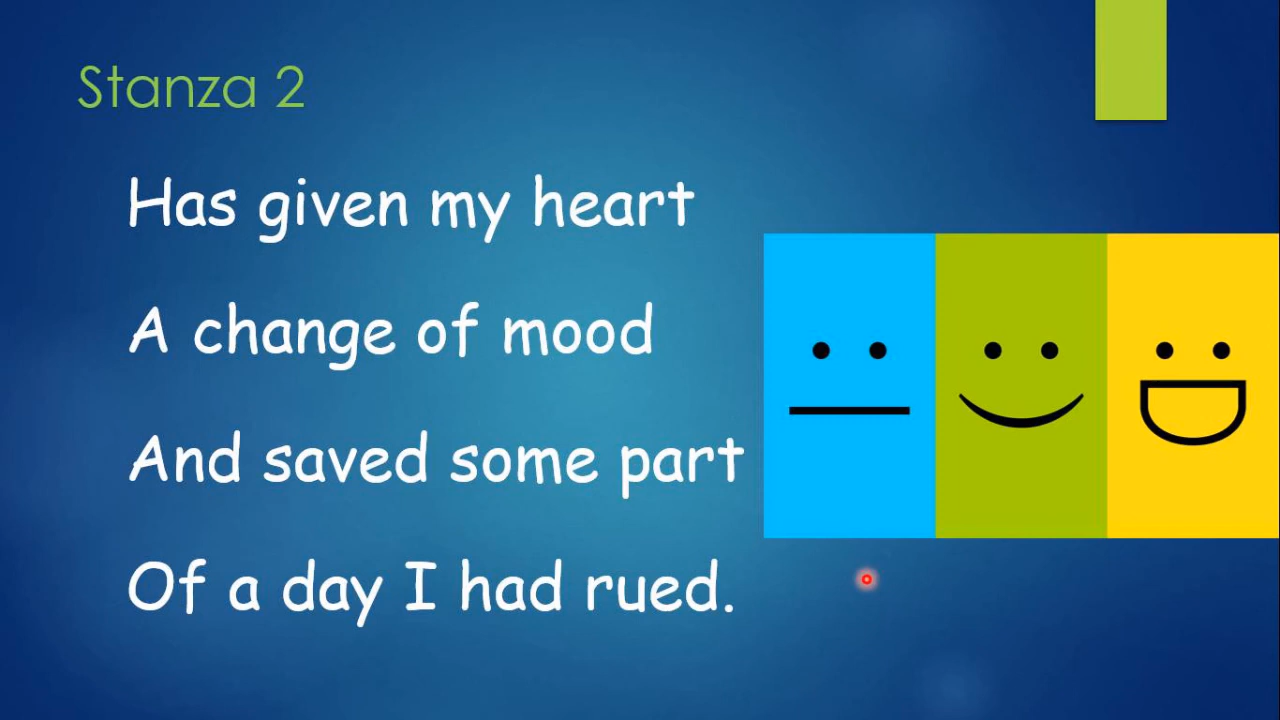 Stanza 2
Has given my heart
A change of mood
And saved some part
Of a day I had rued.